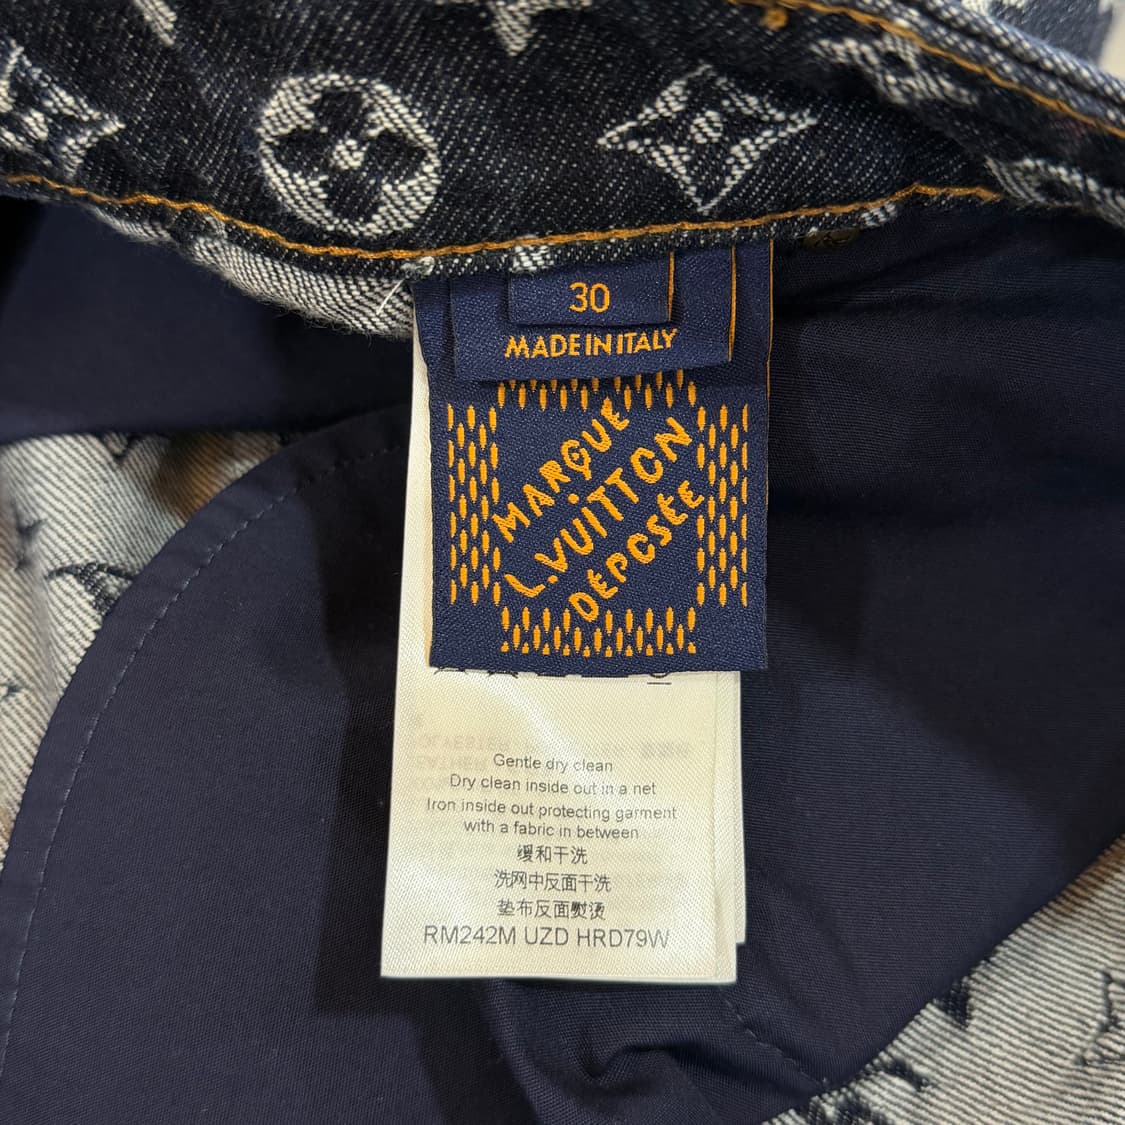 30
MADE IN ITALY
MARQUE
L.VUITTON
DÉPOSÉE
Gentle dry clean
Dry clean inside out in a net
Iron inside out protecting garment
with a fabric in between
缓和干洗
洗网中反面干洗
垫布反面熨烫
RM242M UZD HRD79W